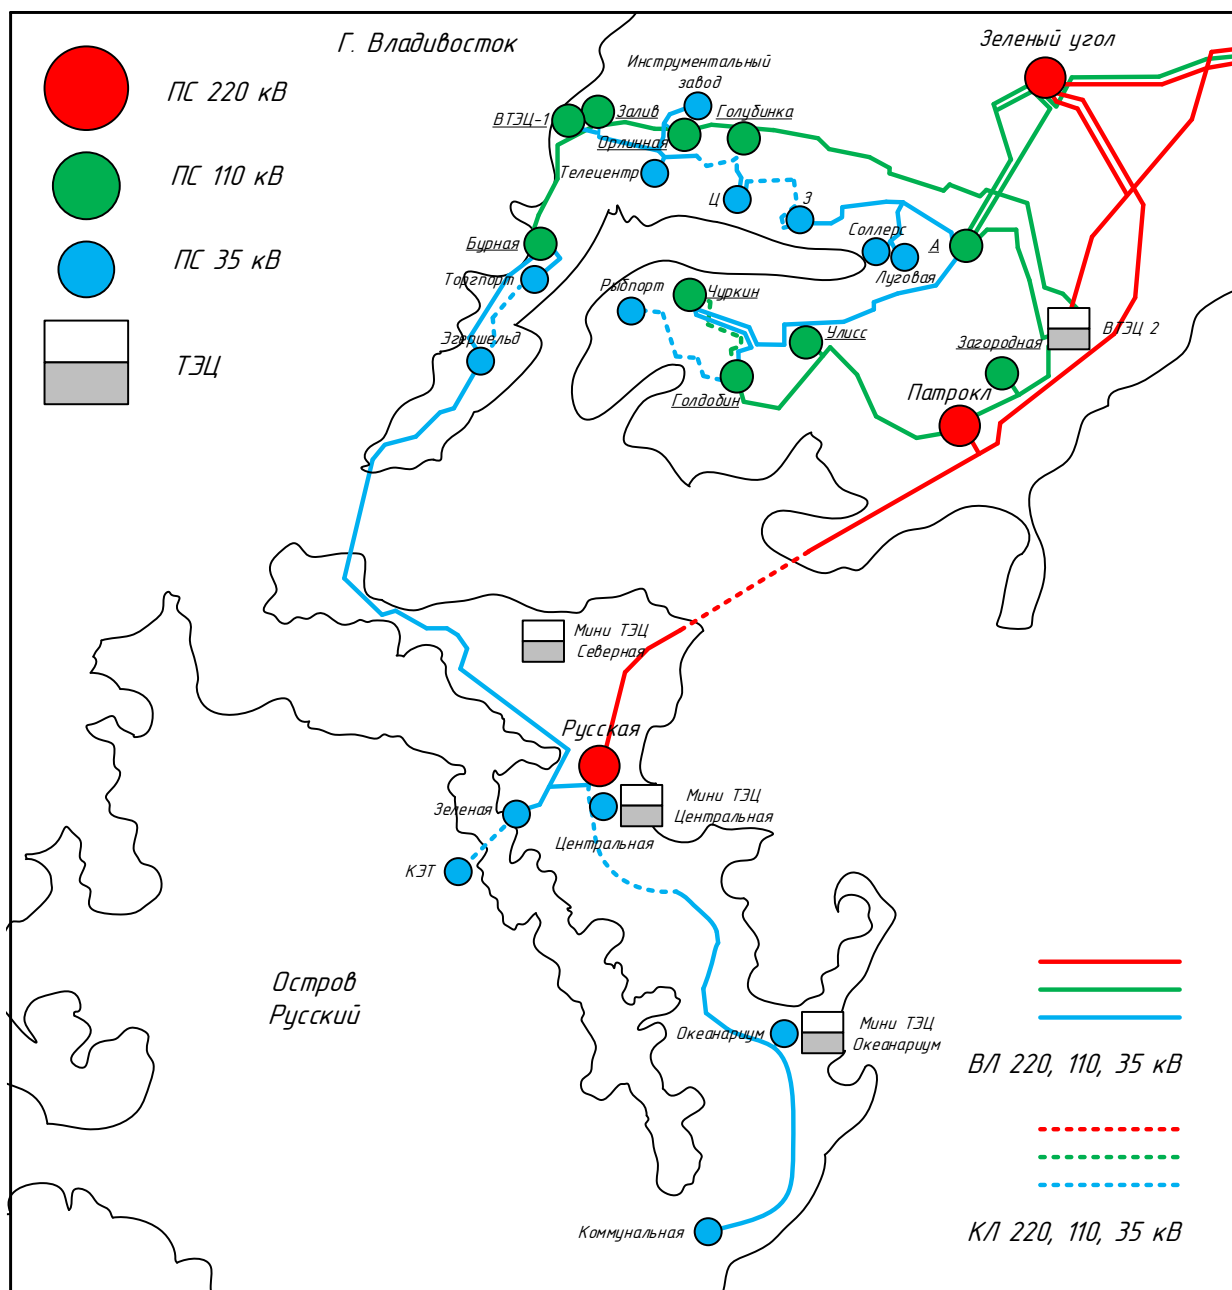 Г. Владивосток
Зеленый угол
ПС 220 кВ
ПС 110 кВ
ПС 35 кВ
ТЭЦ
Инструментальный
завод
ВТЭЦ-1
Залив
Голубинка
Орлинная
Телецентр
Ц
З
Бурная
Торгпорт
Соллерс
Луговая
А
Рыбпорт
Чуркин
Эгершельд
Улисс
Загородная
ВТЭЦ 2
Голдобин
Патрокл
Мини ТЭЦ
Северная
Русская
Мини ТЭЦ
Центральная
Зеленая
Центральная
КЭТ
Остров
Русский
Океанариум
Мини ТЭЦ
Океанариум
ВЛ 220, 110, 35 кВ
Коммунальная
КЛ 220, 110, 35 кВ